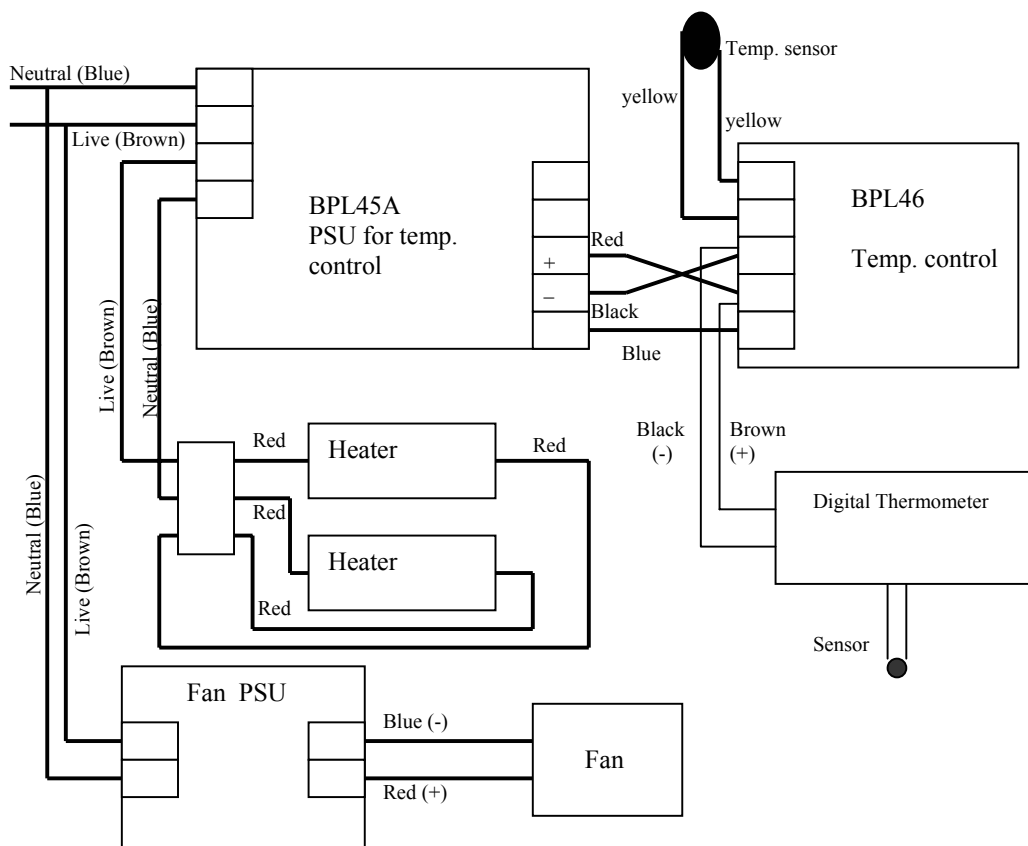 Temp. sensor
Neutral (Blue)
yellow
yellow
Live (Brown)
BPL45A
PSU for temp.
control
BPL46
Temp. control
Red
+
–
Black
Blue
Live (Brown)
Neutral (Blue)
Black
(-)
Brown
(+)
Red
Heater
Red
Digital Thermometer
Neutral (Blue)
Live (Brown)
Red
Heater
Red
Sensor
Fan PSU
Blue (-)
Fan
Red (+)